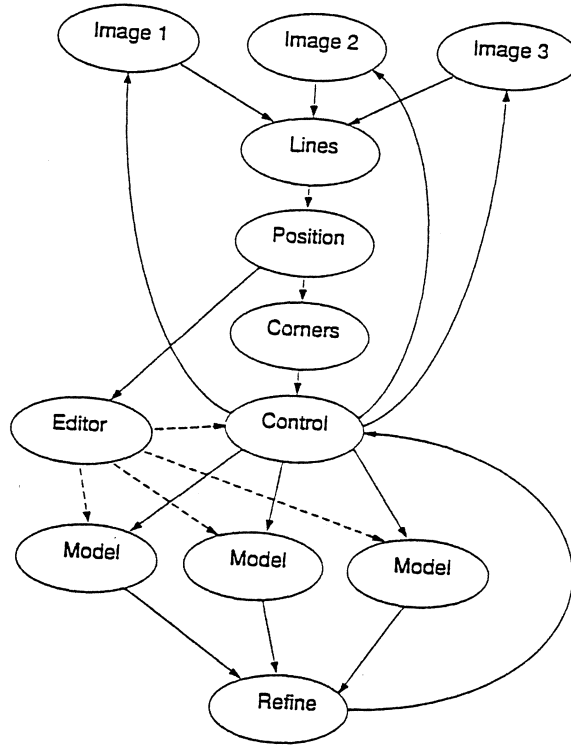 Image 1
Image 2
Image 3
Lines
Position
Corners
Editor
Control
Model
Model
Model
Refine